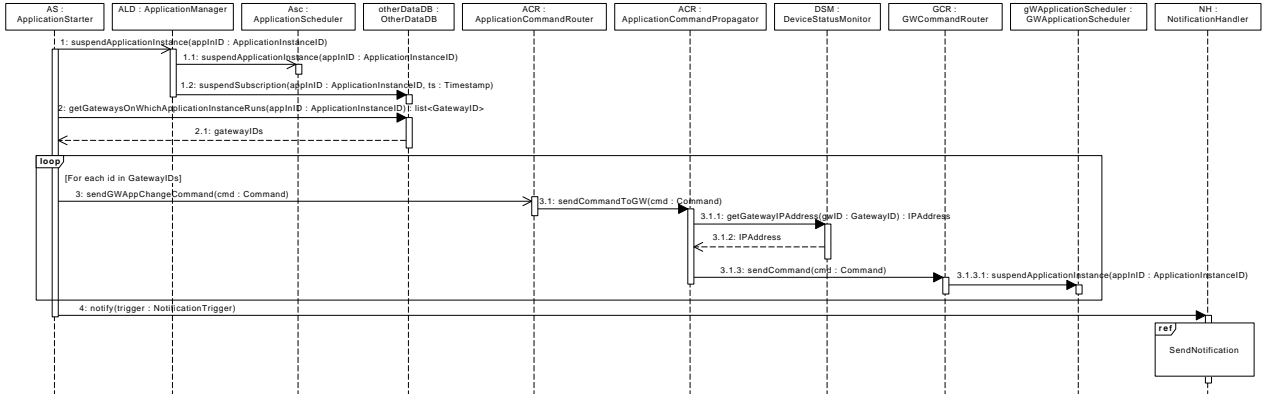 AS :
ApplicationStarter
ALD : ApplicationManager
Asc :
ApplicationScheduler
otherDataDB :
OtherDataDB
ACR :
ApplicationCommandRouter
ACR :
ApplicationCommandPropagator
DSM :
DeviceStatusMonitor
GCR :
GWCommandRouter
gWApplicationScheduler :
GWApplicationScheduler
NH :
NotificationHandler
1: suspendApplicationInstance(appInID : ApplicationInstanceID)
1.1: suspendApplicationInstance(appInID : ApplicationInstanceID)
1.2: suspendSubscription(appInID : ApplicationInstanceID, ts : Timestamp)
2: getGatewaysOnWhichApplicationInstanceRuns(appInID : ApplicationInstanceID) : list<GatewayID>
2.1: gatewayIDs
loop
[For each id in GatewayIDs]
3: sendGWAppChangeCommand(cmd : Command)
3.1: sendCommandToGW(cmd : Command)
3.1.1: getGatewayIPAddress(gwID : GatewayID) : IPAddress
3.1.2: IPAddress
3.1.3: sendCommand(cmd : Command)
3.1.3.1: suspendApplicationInstance(appInID : ApplicationInstanceID)
4: notify(trigger : NotificationTrigger)
ref
SendNotification